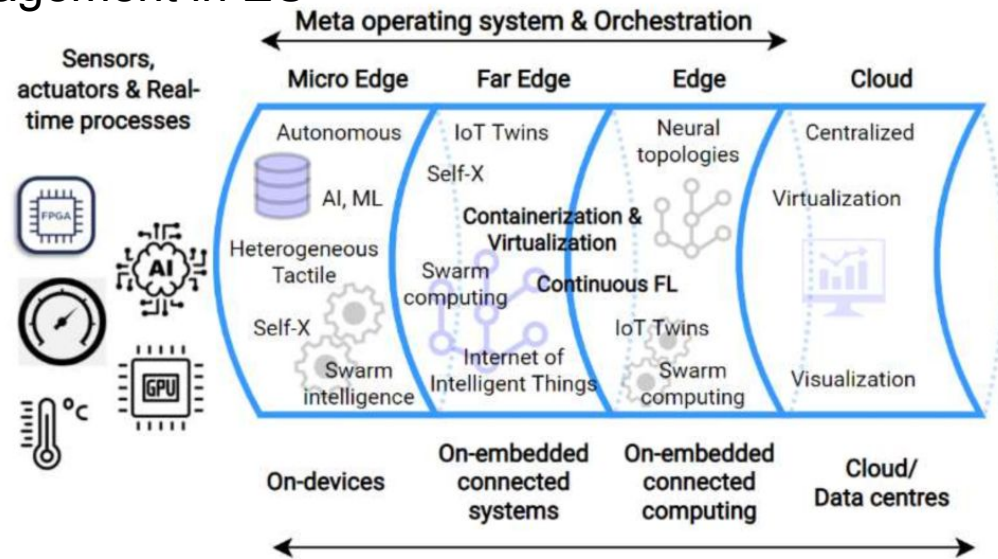 Meta operating system & Orchestration
Sensors,
actuators & Real-
time processes
Micro Edge
Far Edge
Edge
Cloud
FPGA
AI
GPU
°C
Autonomous
AI, ML
Heterogeneous
Tactile
Self-X
Swarm
intelligence
IoT Twins
Self-X
Containerization &
Virtualization
Swarm
computing
Continuous FL
Internet of
Intelligent Things
Neural
topologies
IoT Twins
Swarm
computing
Centralized
Virtualization
Visualization
On-devices
On-embedded
connected
systems
On-embedded
connected
computing
Cloud/
Data centres